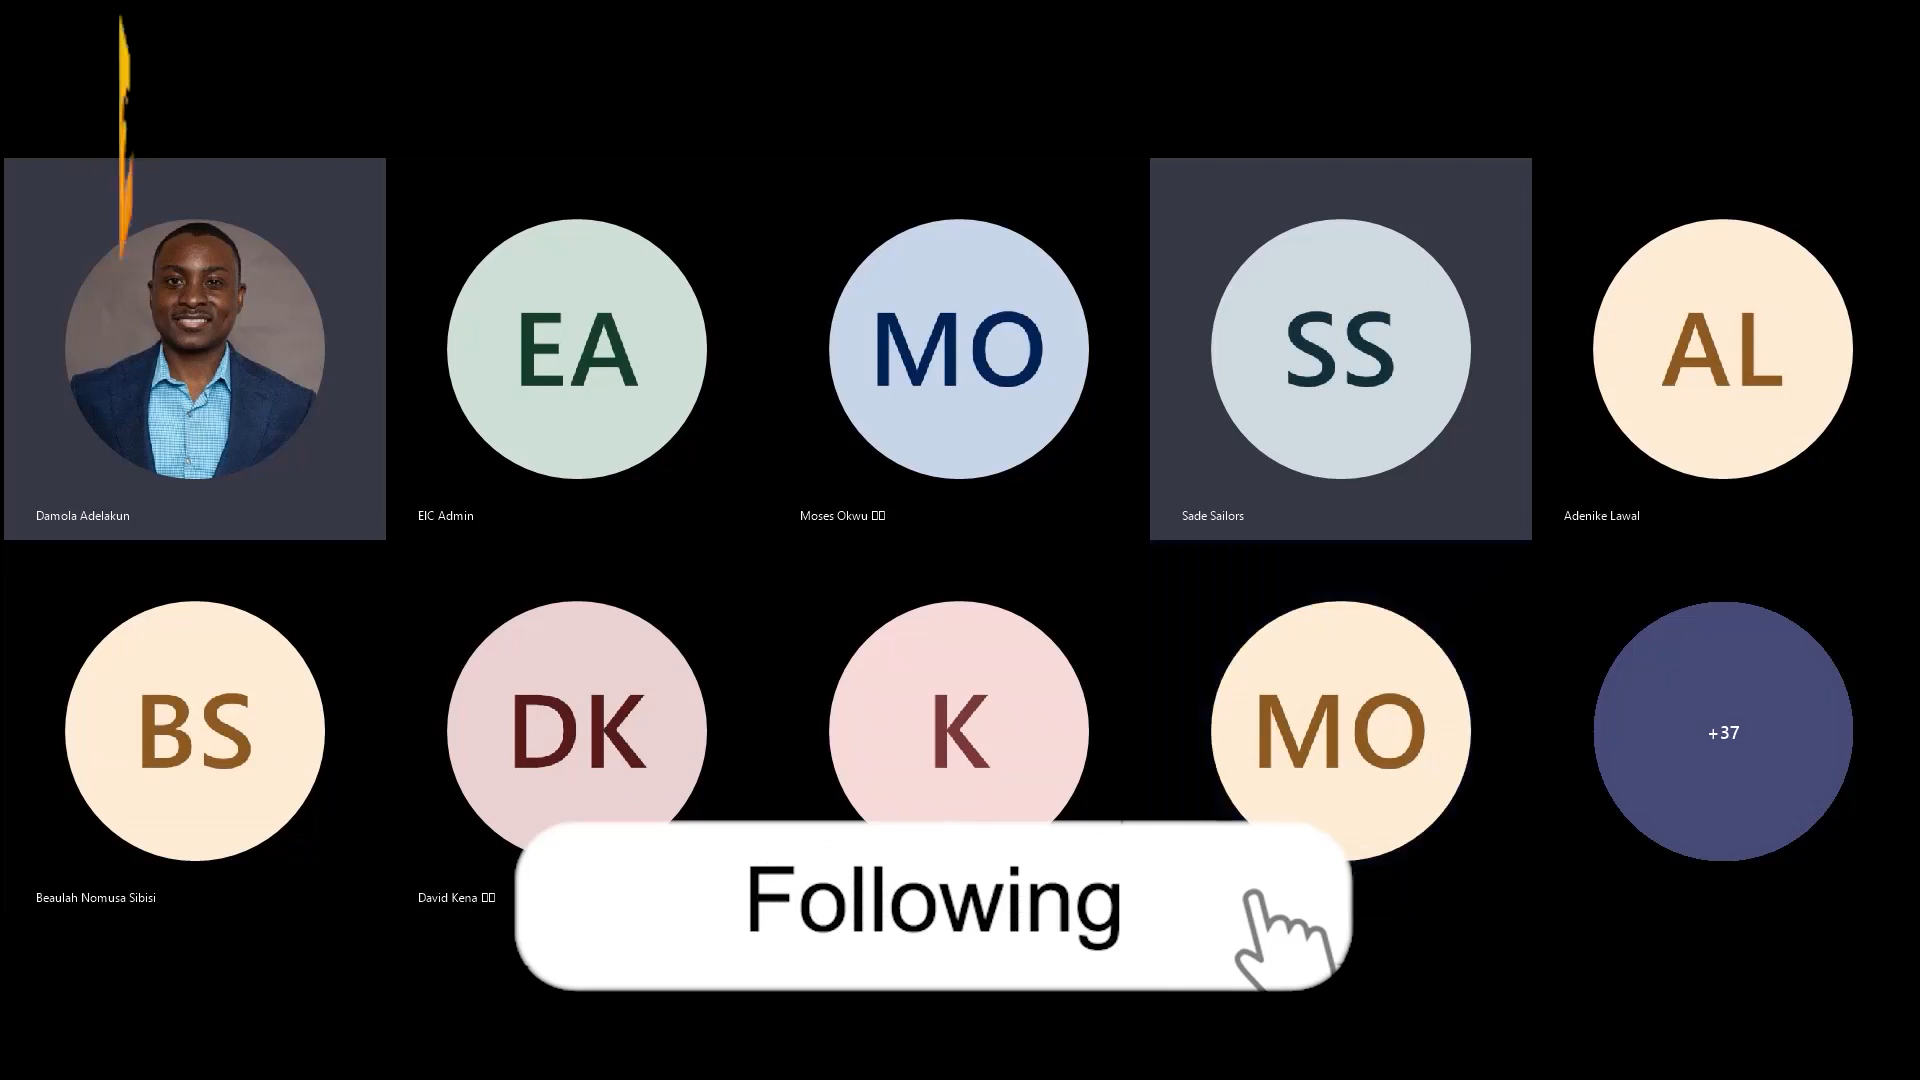 EA
MO
SS
AL
Damola Adelakun
EIC Admin
Moses Okwu
Sade Sailors
Adenike Lawal
BS
DK
K
MO
+37
Beaulah Nomusa Sibisi
David Kena
Following